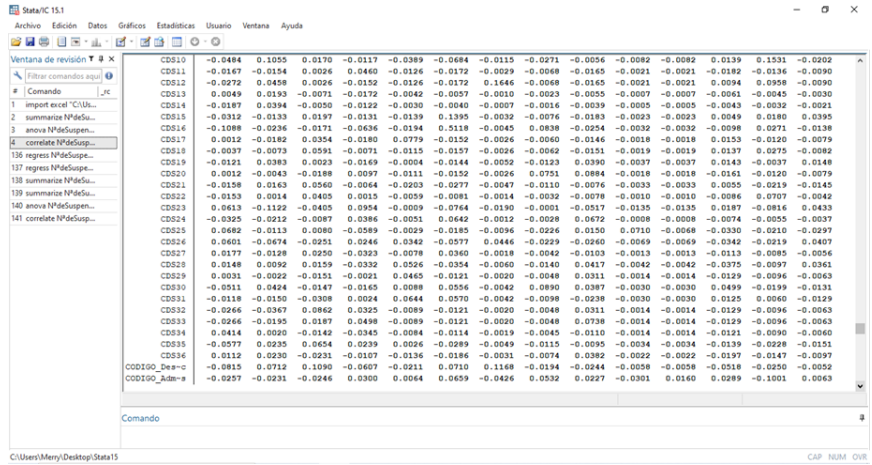 Stata/IC 15.1
Archivo Edición Datos Gráficos Estadísticas Usuario Ventana Ayuda
Ventana de revisión
Filtrar comandos aquí
# Comando _rc
1 import excel "C:\Us...
2 summarize NºdeSu...
3 anova NºdeSuspen...
4 correlate NºdeSusp...
136 regress NºdeSuspe...
137 regress NºdeSuspe...
138 summarize NºdeSu...
139 summarize NºdeSu...
140 anova NºdeSuspen...
141 correlate NºdeSusp...
CDS10 -0.0484 0.1055 0.0170 -0.0117 -0.0389 -0.0684 -0.0115 -0.0271 -0.0056 -0.0082 -0.0082 0.0139 0.1531 -0.0202
CDS11 -0.0167 -0.0154 0.0026 0.0460 -0.0126 -0.0172 -0.0029 -0.0068 -0.0165 -0.0021 -0.0021 -0.0182 -0.0136 -0.0090
CDS12 -0.0272 0.0458 0.0026 -0.0152 -0.0126 0.0172 0.1646 -0.0068 -0.0165 -0.0021 -0.0021 0.0094 0.0958 -0.0090
CDS13 0.0049 0.0193 -0.0071 -0.0172 -0.0042 -0.0057 -0.0010 -0.0023 -0.0055 -0.0007 -0.0007 -0.0061 -0.0045 -0.0030
CDS14 -0.0187 0.0394 -0.0050 -0.0122 -0.0030 -0.0040 -0.0007 -0.0016 -0.0039 -0.0005 -0.0005 -0.0043 -0.0032 -0.0021
CDS15 -0.0312 -0.0133 0.0197 -0.0131 -0.0139 0.1395 -0.0032 -0.0076 -0.0183 -0.0023 -0.0023 0.0049 0.0180 0.0395
CDS16 -0.1088 -0.0236 -0.0171 -0.0636 -0.0194 0.5118 -0.0045 0.0838 -0.0254 -0.0032 -0.0032 -0.0098 0.0271 -0.0138
CDS17 0.0012 -0.0182 0.0354 -0.0180 0.0779 -0.0152 -0.0026 -0.0060 -0.0146 -0.0018 -0.0018 0.0153 -0.0120 -0.0079
CDS18 -0.0037 -0.0073 0.0591 -0.0071 -0.0115 -0.0157 -0.0026 -0.0062 -0.0151 -0.0019 -0.0019 0.0137 0.0275 -0.0082
CDS19 -0.0121 0.0383 0.0023 -0.0169 -0.0004 -0.0144 -0.0052 -0.0123 0.0390 -0.0037 -0.0037 0.0143 -0.0037 0.0148
CDS20 0.0012 -0.0043 -0.0188 0.0097 -0.0111 -0.0152 -0.0026 0.0751 0.0884 -0.0018 -0.0018 -0.0161 -0.0120 -0.0079
CDS21 -0.0158 0.0163 0.0560 -0.0064 -0.0203 -0.0277 -0.0047 -0.0110 -0.0076 -0.0033 -0.0033 0.0055 -0.0219 -0.0145
CDS22 -0.0153 0.0014 0.0405 0.0015 -0.0059 -0.0081 -0.0014 -0.0032 -0.0078 -0.0010 -0.0010 -0.0086 0.0707 -0.0042
CDS23 0.0613 -0.1122 -0.0405 0.0954 -0.0009 -0.0764 -0.0190 -0.0001 -0.0517 -0.0135 -0.0135 0.0187 -0.0816 0.0433
CDS24 -0.0325 -0.0212 -0.0087 0.0386 -0.0051 0.0642 -0.0012 -0.0028 0.0672 -0.0008 -0.0008 -0.0074 -0.0055 -0.0037
CDS25 0.0682 -0.0113 0.0080 -0.0589 -0.0029 -0.0185 -0.0096 -0.0226 0.0150 0.0710 -0.0068 -0.0330 -0.0210 -0.0297
CDS26 0.0601 -0.0674 -0.0251 0.0246 0.0342 -0.0577 0.0446 -0.0229 -0.0260 -0.0069 -0.0069 -0.0342 -0.0219 0.0407
CDS27 0.0177 -0.0128 0.0250 -0.0323 -0.0078 0.0360 -0.0018 -0.0042 -0.0103 -0.0013 -0.0013 -0.0113 -0.0085 -0.0056
CDS28 0.0148 0.0092 0.0159 -0.0332 0.0526 -0.0354 -0.0060 -0.0140 0.0417 -0.0042 -0.0042 -0.0375 -0.0097 0.0361
CDS29 0.0031 -0.0022 -0.0151 -0.0021 0.0465 -0.0121 -0.0020 -0.0048 0.0311 -0.0014 -0.0014 -0.0129 -0.0096 -0.0063
CDS30 -0.0511 0.0424 -0.0147 -0.0165 0.0088 0.0556 -0.0042 0.0890 0.0387 -0.0030 -0.0030 0.0499 -0.0199 -0.0131
CDS31 -0.0118 -0.0150 -0.0308 0.0024 0.0644 0.0570 -0.0042 -0.0098 -0.0238 -0.0030 -0.0030 0.0125 0.0060 -0.0129
CDS32 -0.0266 -0.0367 0.0862 0.0325 -0.0089 -0.0121 -0.0020 -0.0048 0.0311 -0.0014 -0.0014 -0.0129 -0.0096 -0.0063
CDS33 -0.0266 -0.0195 0.0187 0.0498 -0.0089 -0.0121 -0.0020 -0.0048 0.0738 -0.0014 -0.0014 -0.0129 -0.0096 -0.0063
CDS34 0.0414 0.0020 -0.0142 -0.0345 -0.0084 -0.0114 -0.0019 -0.0045 -0.0110 -0.0014 -0.0014 -0.0121 -0.0090 -0.0060
CDS35 -0.0577 0.0235 0.0654 0.0239 0.0026 -0.0289 -0.0049 -0.0115 -0.0095 -0.0034 -0.0034 0.0139 -0.0228 -0.0151
CDS36 0.0112 0.0230 -0.0231 -0.0107 -0.0136 -0.0186 -0.0031 -0.0074 0.0382 -0.0022 -0.0022 -0.0197 -0.0147 -0.0097
CODIGO_Des~c -0.0815 0.0712 0.1090 -0.0607 -0.0211 0.0710 0.1168 -0.0194 -0.0244 -0.0058 -0.0058 -0.0518 -0.0250 -0.0052
CODIGO_Adm~s -0.0257 -0.0231 -0.0246 0.0300 0.0064 0.0659 -0.0426 0.0532 0.0227 -0.0301 0.0160 0.0289 -0.1001 0.0063
Comando
C:\Users\Merry\Desktop\Stata15
CAP NUM OVR